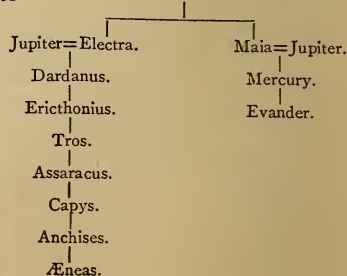 Jupiter=Electra. Maia=Jupiter.
Dardanus. Mercury.
Ericthonius. Evander.
Tros.
Assaracus.
Capys.
Anchises.
Æneas.